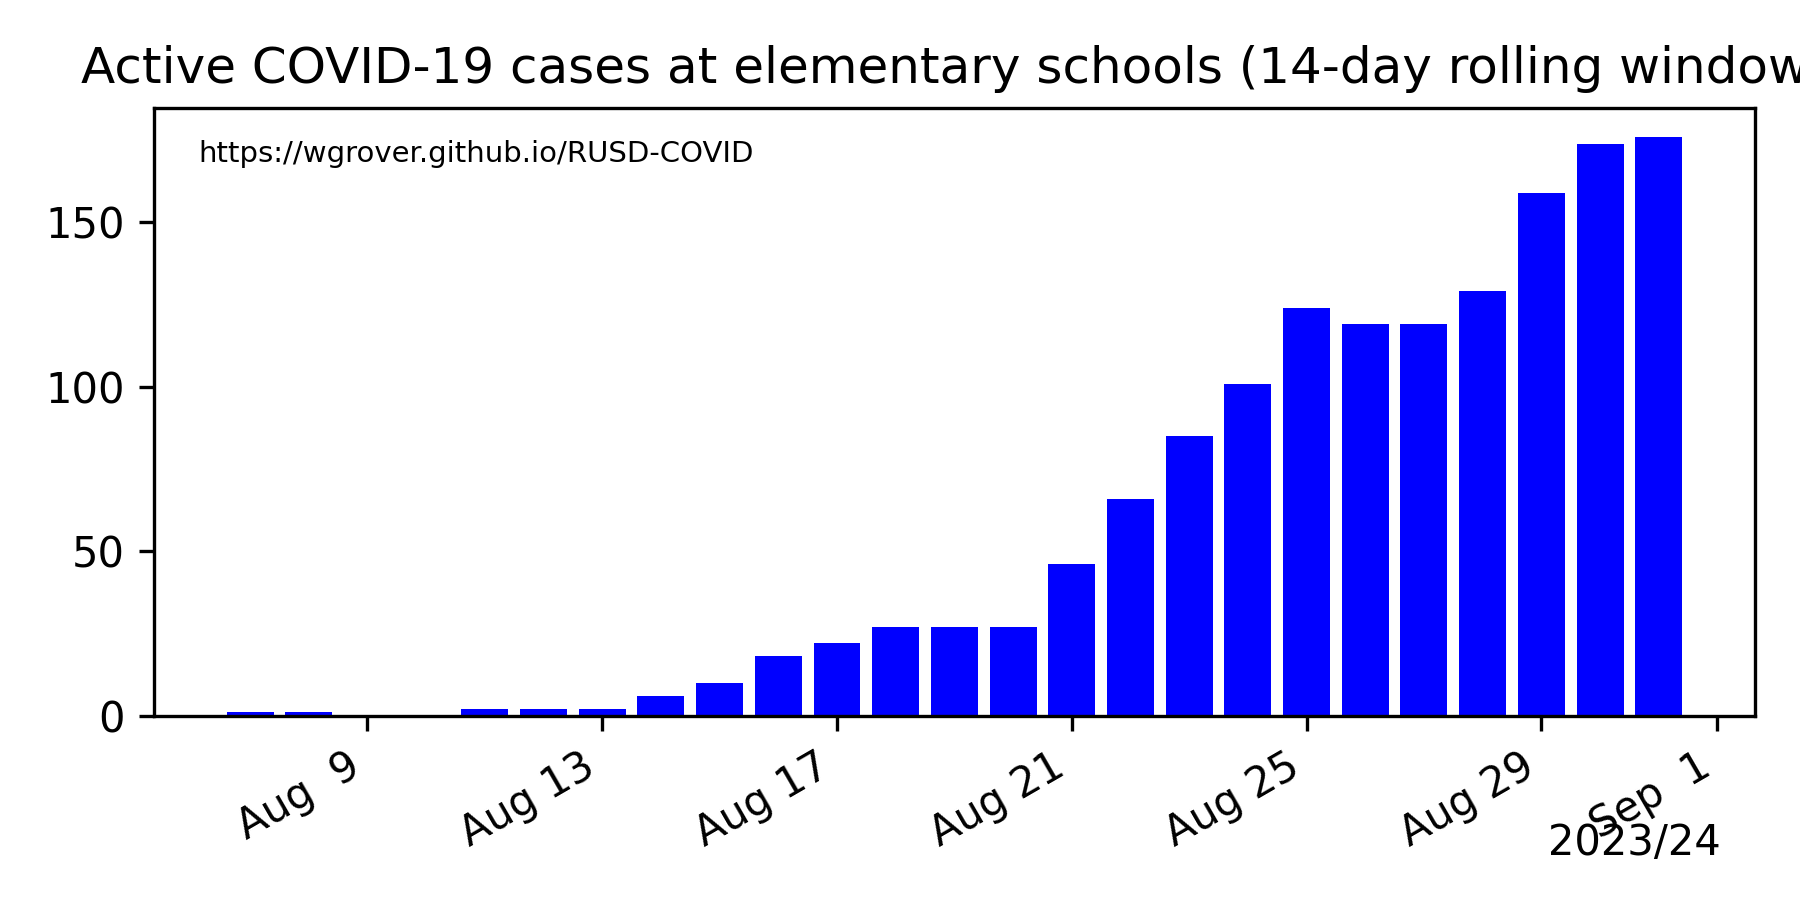 Active COVID-19 cases at elementary schools (14-day rolling window
https://wgrover.github.io/RUSD-COVID
150
100
50
0
Aug 9
Aug 13
Aug 17
Aug 21
Aug 25
Aug 29
Sep 1
2023/24